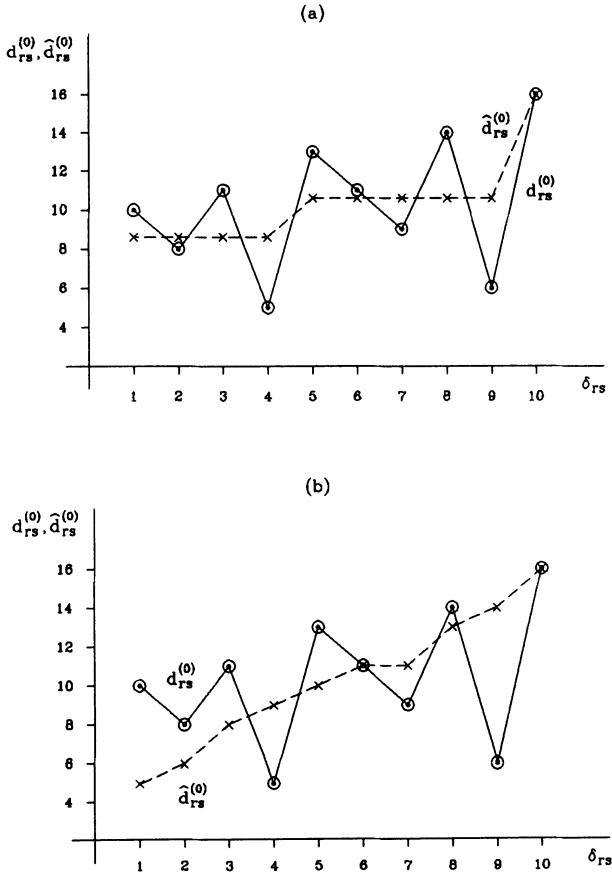 (a)
d_rs^(0), d̂_rs^(0)
16
14
12
10
8
6
4
d̂_rs^(0)
d_rs^(0)
1 2 3 4 5 6 7 8 9 10 δ_rs
(b)
d_rs^(0), d̂_rs^(0)
16
14
12
10
8
6
4
d_rs^(0)
d̂_rs^(0)
1 2 3 4 5 6 7 8 9 10 δ_rs